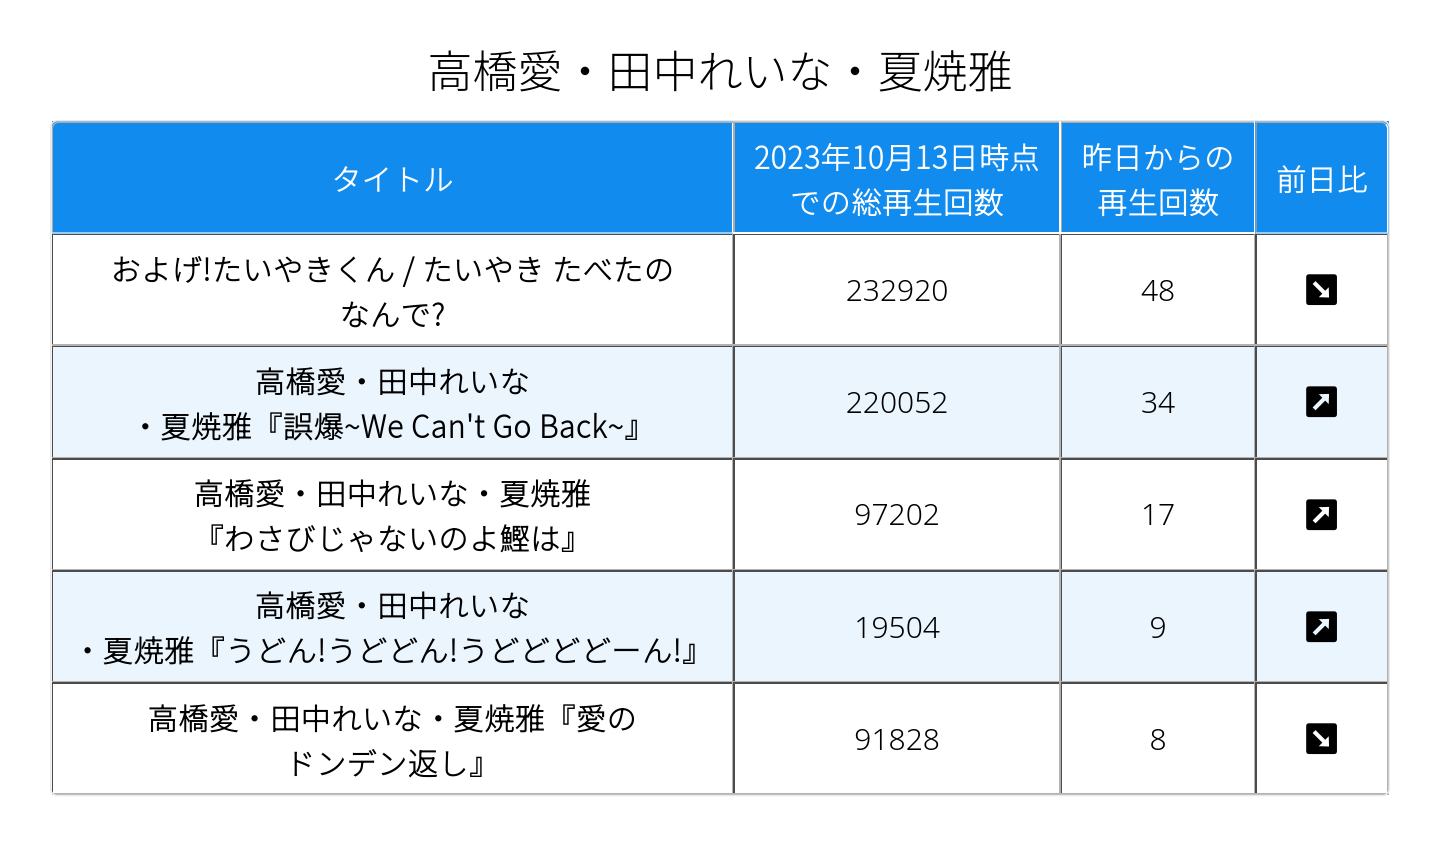 高橋愛・田中れいな・夏焼雅
タイトル
2023年10月13日時点
での総再生回数
昨日からの
再生回数
前日比
およげ!たいやきくん / たいやき たべたの
なんで?
232920
48
高橋愛・田中れいな
・夏焼雅『誤爆~We Can't Go Back~』
220052
34
高橋愛・田中れいな・夏焼雅
『わさびじゃないのよ鰹は』
97202
17
高橋愛・田中れいな
・夏焼雅『うどん!うどどん!うどどどどーん!』
19504
9
高橋愛・田中れいな・夏焼雅『愛の
ドンデン返し』
91828
8